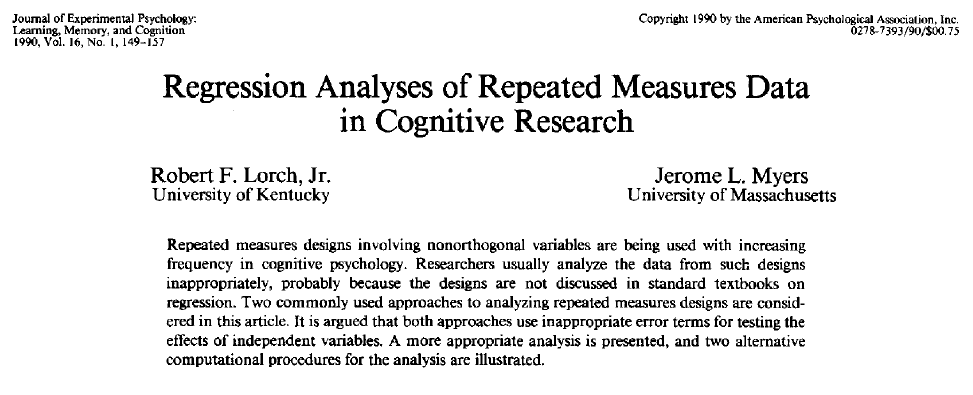 Journal of Experimental Psychology:
Learning, Memory, and Cognition
1990, Vol. 16, No. 1, 149-157
Copyright 1990 by the American Psychological Association, Inc.
0278-7393/90/$00.75
Regression Analyses of Repeated Measures Data
in Cognitive Research
Robert F. Lorch, Jr.
University of Kentucky
Jerome L. Myers
University of Massachusetts
Repeated measures designs involving nonorthogonal variables are being used with increasing
frequency in cognitive psychology. Researchers usually analyze the data from such designs
inappropriately, probably because the designs are not discussed in standard textbooks on
regression. Two commonly used approaches to analyzing repeated measures designs are consid-
ered in this article. It is argued that both approaches use inappropriate error terms for testing the
effects of independent variables. A more appropriate analysis is presented, and two alternative
computational procedures for the analysis are illustrated.